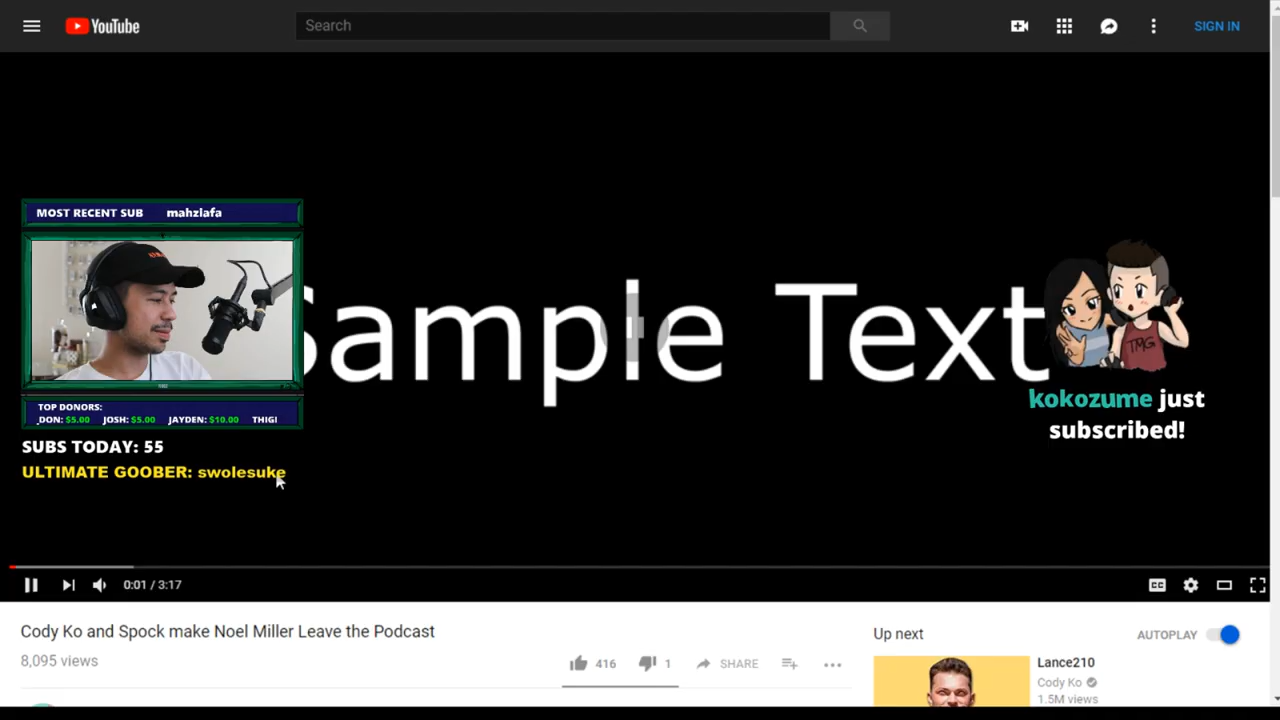 YouTube
Search
SIGN IN
MOST RECENT SUB mahzlafa
Sample Text
TMG
TOP DONORS:
DON: $5.00 JOSH: $5.00 JAYDEN: $10.00 THIGI
SUBS TODAY: 55
ULTIMATE GOOBER: swolesuke
kokozume just
subscribed!
0:01 / 3:17
CC
Cody Ko and Spock make Noel Miller Leave the Podcast
8,095 views
416
1
SHARE
Up next
AUTOPLAY
Lance210
Cody Ko
1.5M views